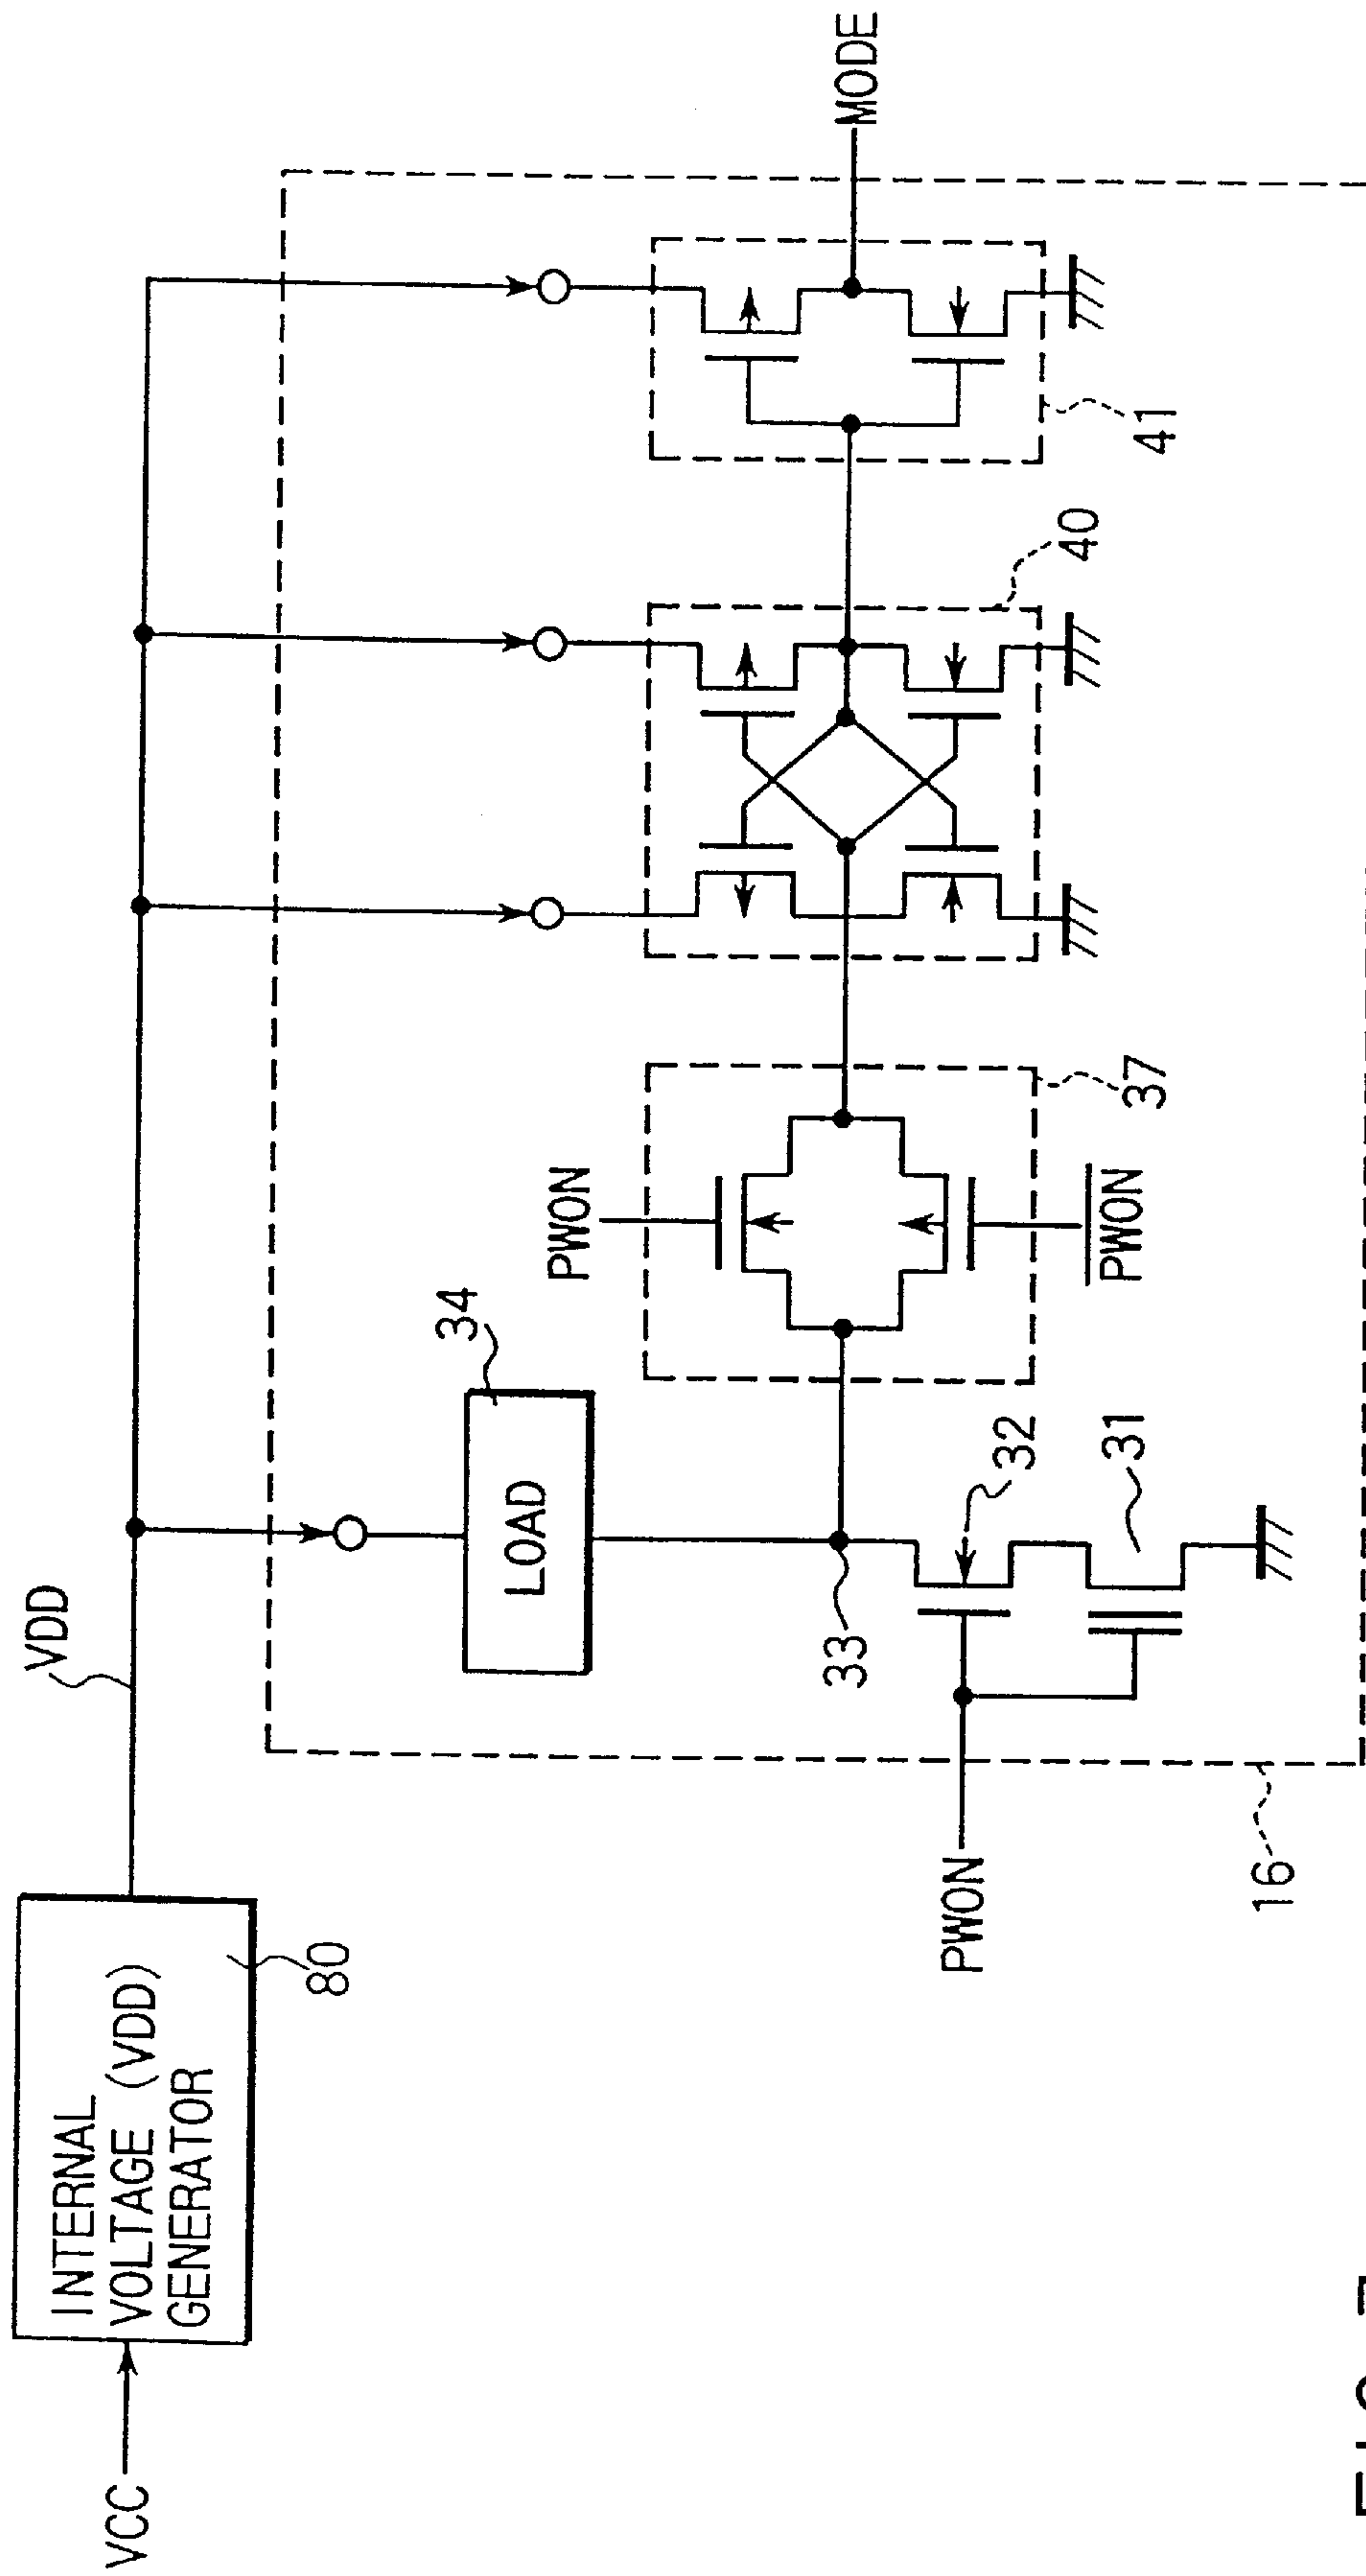 VCC
INTERNAL
VOLTAGE (VDD)
GENERATOR
80
VDD
16
PWON
LOAD
34
33
32
31
PWON
PWON
37
40
41
MODE